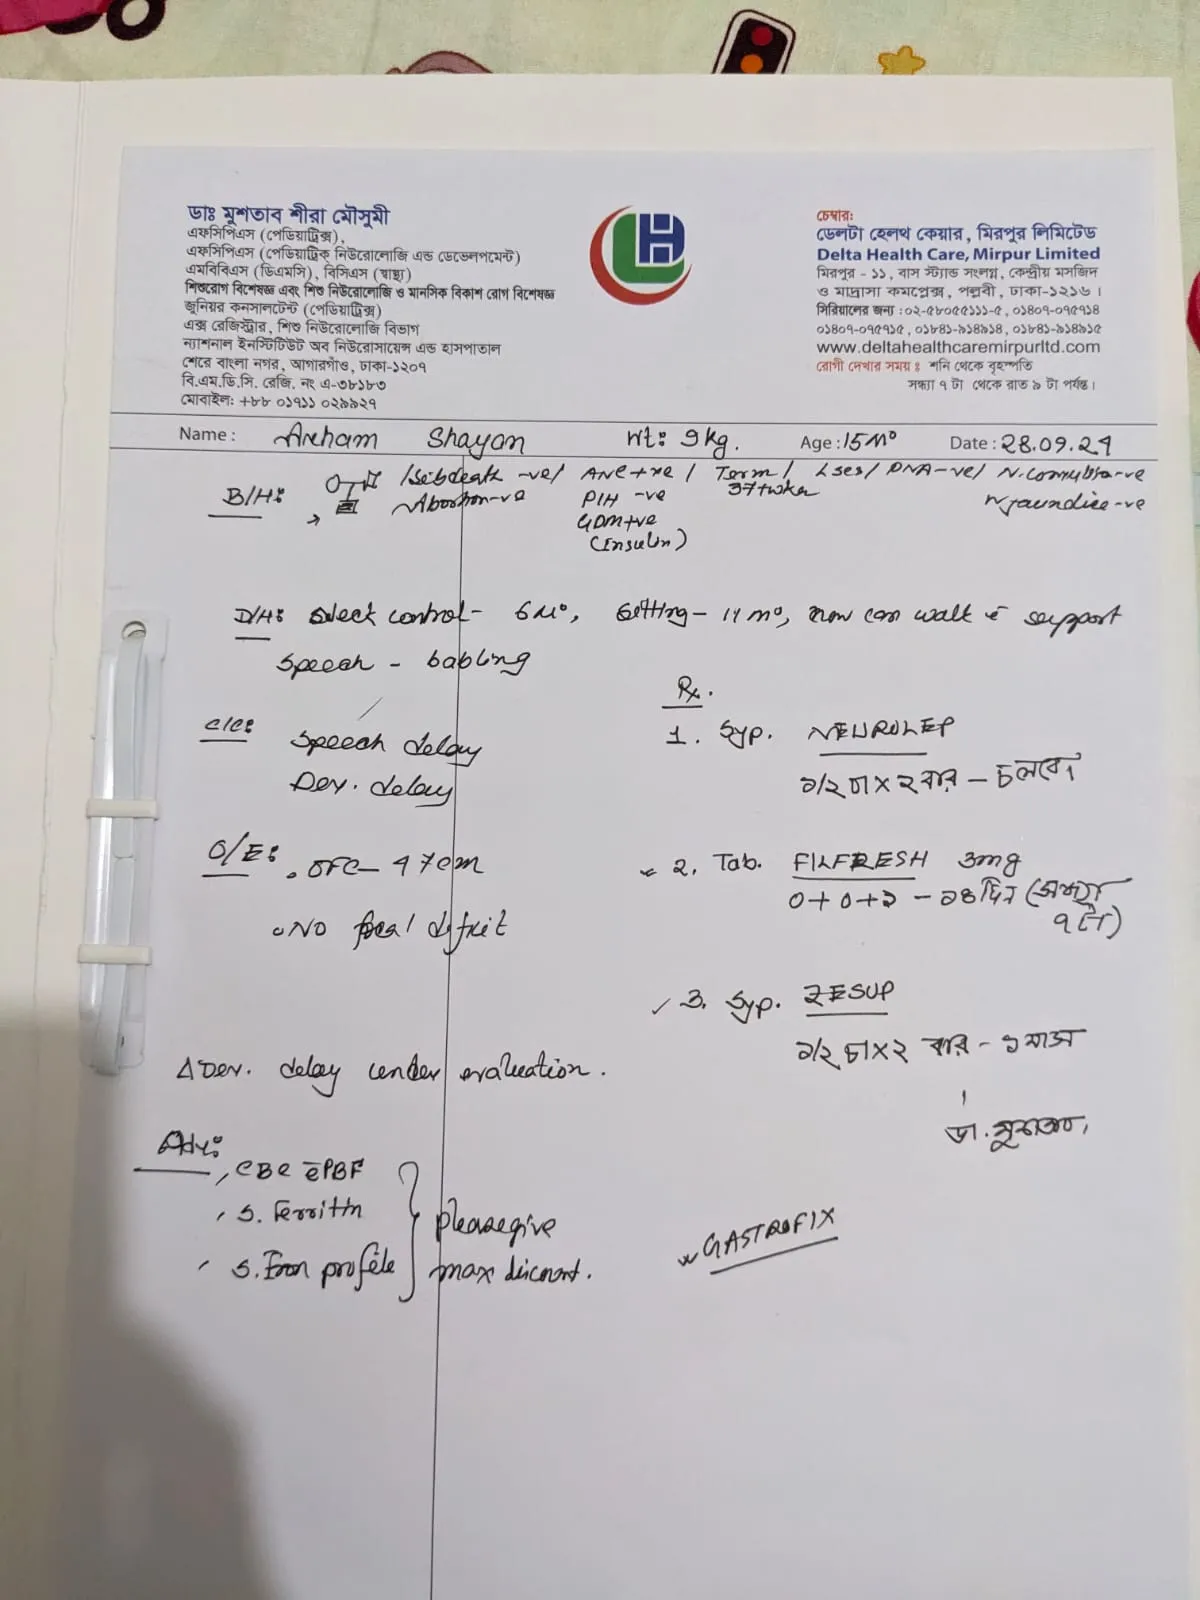 ডাঃ মুশতাব শীরা মৌসুমী
এফসিপিএস (পেডিয়াট্রিক্স),
এফসিপিএস (পেডিয়াট্রিক্ নিউরোলোজি এন্ড ডেভেলপমেন্ট)
এমবিবিএস (ডিএমসি), বিসিএস (স্বাস্থ্য)
শিশুরোগ বিশেষজ্ঞ এবং শিশু নিউরোলোজি ও মানসিক বিকাশ রোগ বিশেষজ্ঞ
জুনিয়র কনসালটেন্ট (পেডিয়াট্রিক্স)
এক্স রেজিস্ট্রার, শিশু নিউরোলোজি বিভাগ
ন্যাশনাল ইনস্টিটিউট অব নিউরোসায়েন্স এন্ড হাসপাতাল
শেরে বাংলা নগর, আগারগাঁও, ঢাকা-১২০৭
বি.এম.ডি.সি. রেজি. নং এ-৩৮১৮৩
মোবাইল: +৮৮ ০১৭১১ ০২৯৯২৭
চেম্বার:
ডেলটা হেলথ কেয়ার, মিরপুর লিমিটেড
Delta Health Care, Mirpur Limited
মিরপুর - ১১, বাস স্ট্যান্ড সংলগ্ন, কেন্দ্রীয় মসজিদ
ও মাদ্রাসা কমপ্লেক্স, পল্লবী, ঢাকা-১২১৬।
সিরিয়ালের জন্য : ০২-৫৮০৫৫১১১-৫, ০১৪০৭-০৭৫৭১৪
০১৪০৭-০৭৫৭১৫, ০১৮৪১-৯১৪৯১৪, ০১৮৪১-৯১৪৯১৫
www.deltahealthcaremirpurltd.com
রোগী দেখার সময় : শনি থেকে বৃহস্পতি
সন্ধ্যা ৭ টা থেকে রাত ৯ টা পর্যন্ত।
Name : Arham Shayan Wt: 9 kg. Age : 15 M° Date : 28.09.24
B/H: /Sibdeath -ve/ ANC +ve / Term / LSCS / PNA -ve/ -ve
Abortion -ve PIH -ve 37 wks N. Jaundice -ve
GDM +ve
(Insulin)
D/H: Neck control - 6 M°, Sitting - 11 M°, now can walk c̄ support
Speech - babling
C/C: Speech delay
Dev. delay
O/E: . OFC - 47 cm
. No focal deficit
Δ Dev. delay under evaluation.
Adv:
, CBC c̄ PBF
, S. Ferritin
, S. Iron profile
please give
max discount.
Rx.
1. Syp. NEUROLEP
১/২ চা x ২ বার - চলবে।
2. Tab. FILFRESH 3mg
০ + ০ + ১ - ১৪ দিন (সন্ধ্যা
৭ টা)
3. Syp. ZESUP
১/২ চা x ২ বার - ১ মাস
GASTROFIX